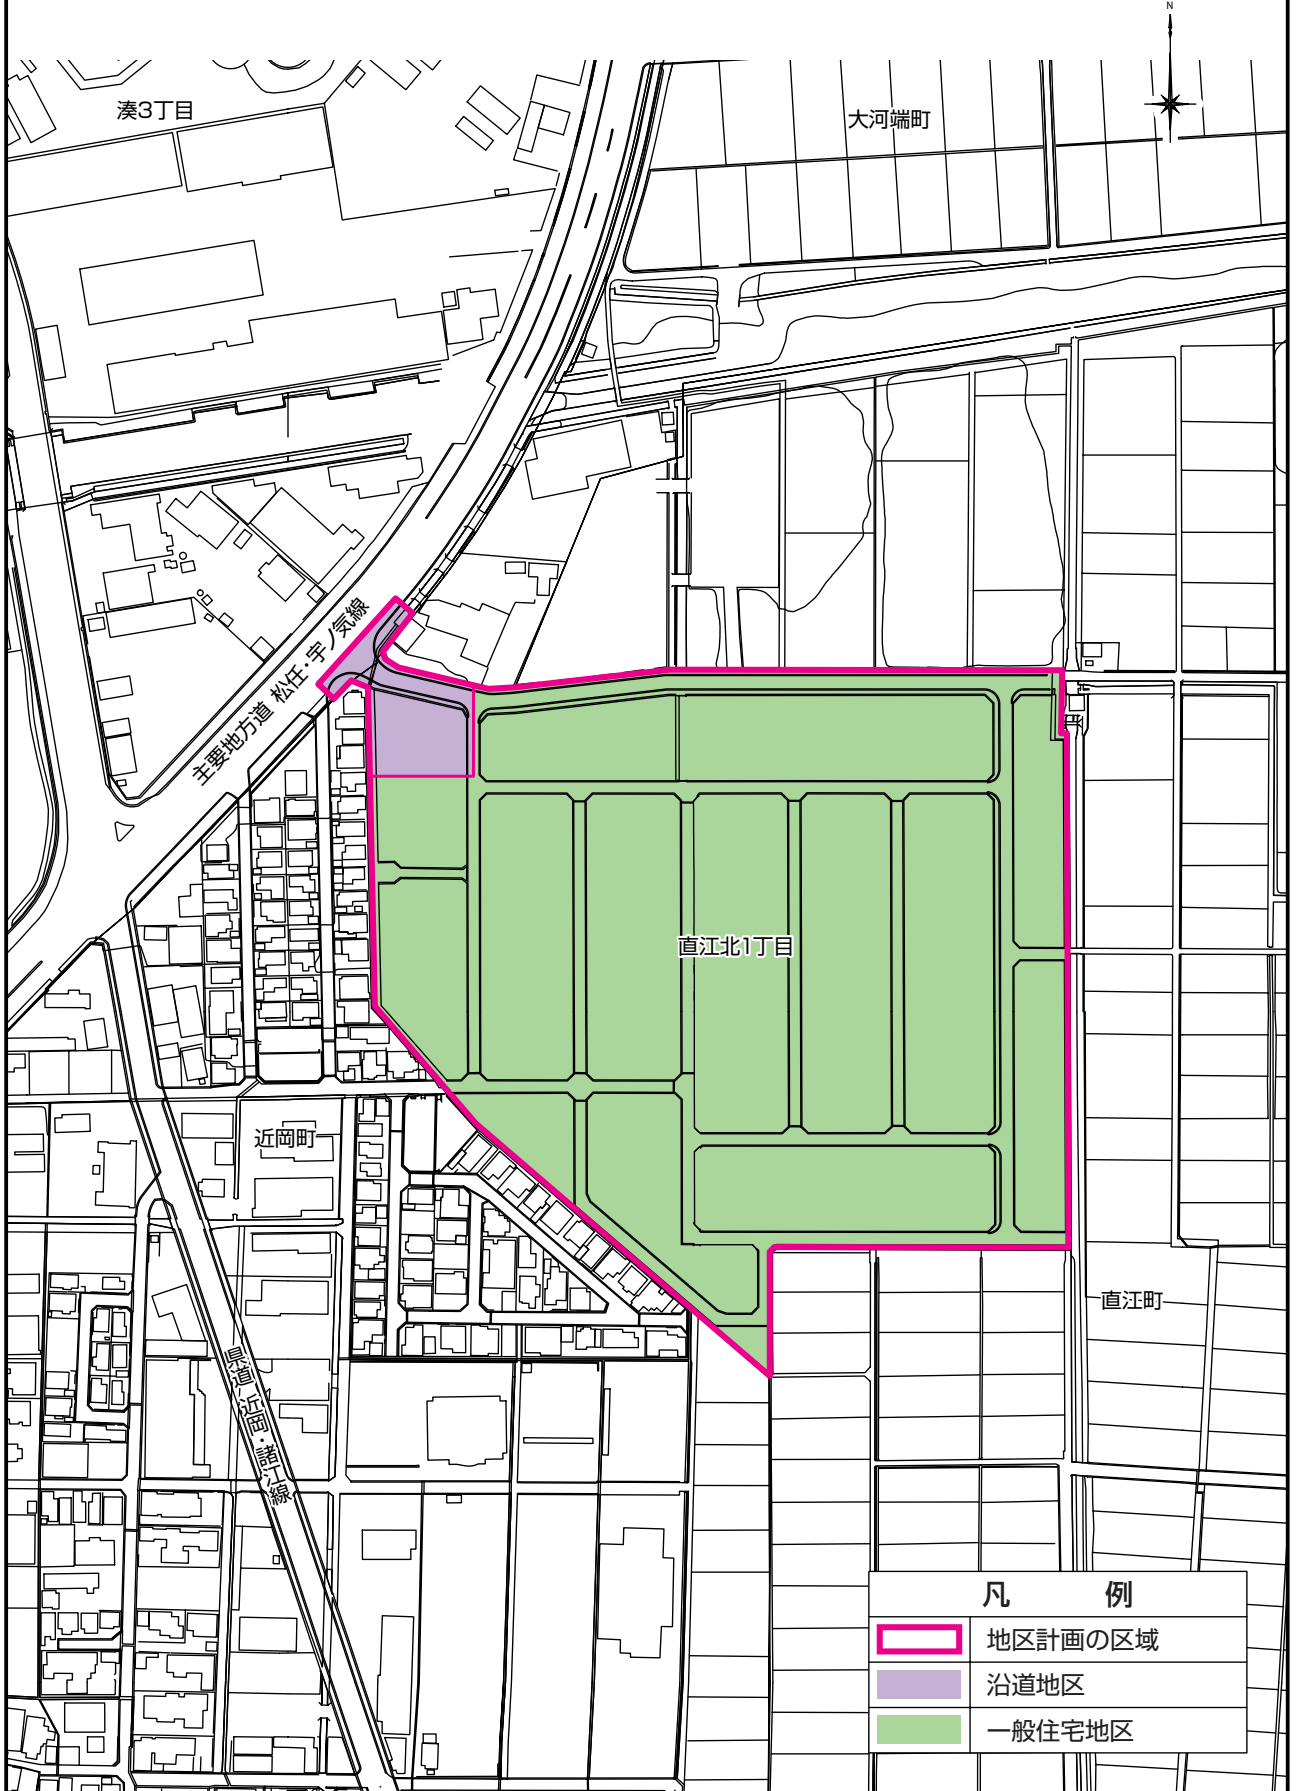 N
湊3丁目
大河端町
主要地方道 松任・宇ノ気線
直江北1丁目
近岡町
直江町
県道 近岡・諸江線
凡 例
地区計画の区域
沿道地区
一般住宅地区